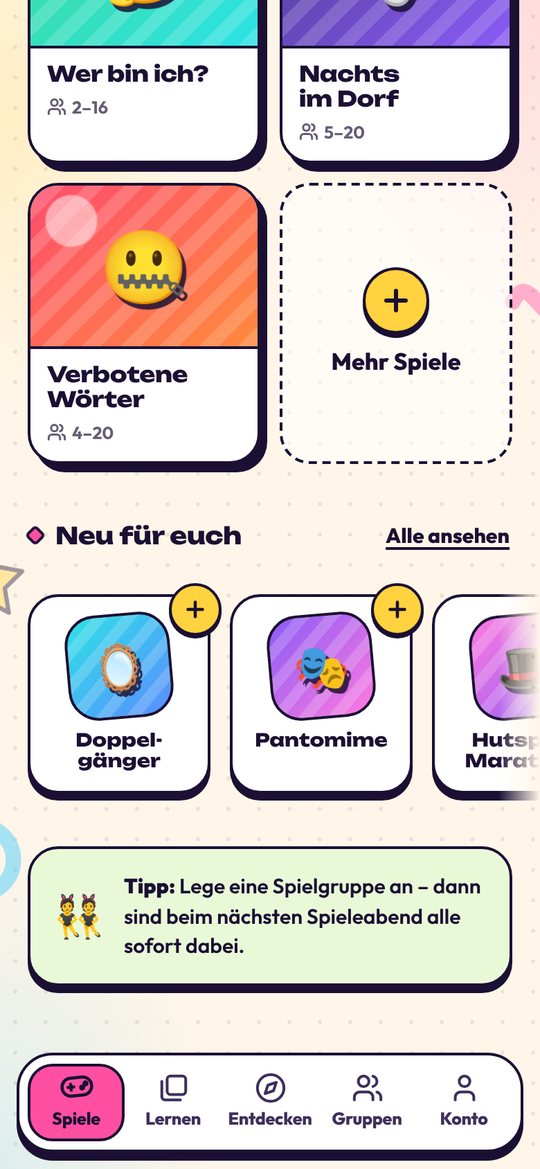 Wer bin ich?
2–16
Nachts
im Dorf
5–20
Verbotene
Wörter
4–20
Mehr Spiele
Neu für euch
Alle ansehen
Doppel-
gänger
Pantomime
Tipp: Lege eine Spielgruppe an – dann
sind beim nächsten Spieleabend alle
sofort dabei.
Spiele
Lernen
Entdecken
Gruppen
Konto